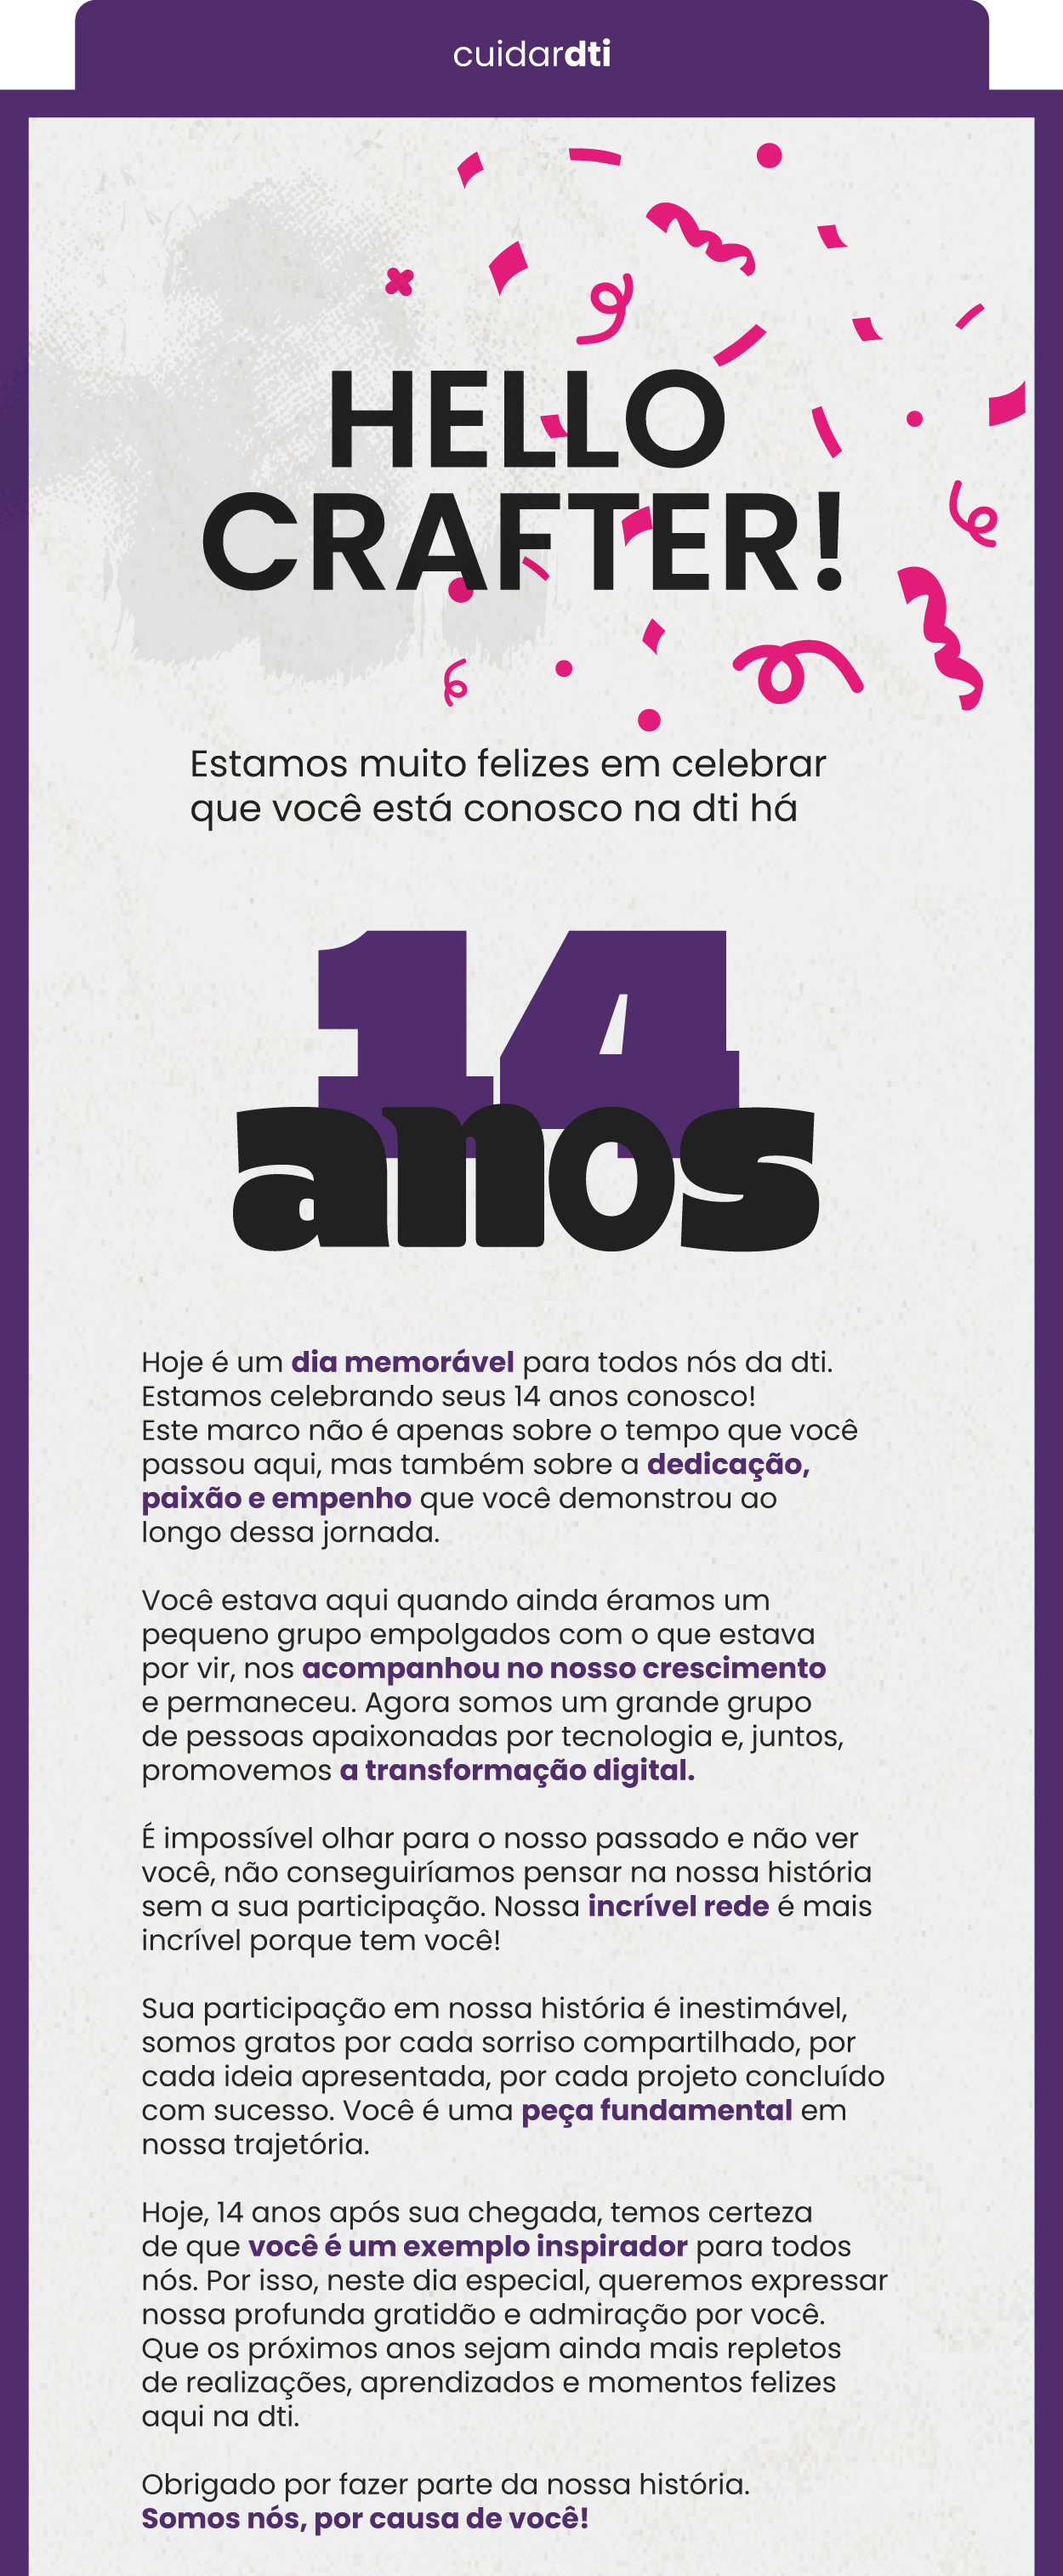 cuidardti
HELLO
CRAFTER!
Estamos muito felizes em celebrar
que você está conosco na dti há
14
anos
Hoje é um dia memorável para todos nós da dti.
Estamos celebrando seus 14 anos conosco!
Este marco não é apenas sobre o tempo que você
passou aqui, mas também sobre a dedicação,
paixão e empenho que você demonstrou ao
longo dessa jornada.
Você estava aqui quando ainda éramos um
pequeno grupo empolgados com o que estava
por vir, nos acompanhou no nosso crescimento
e permaneceu. Agora somos um grande grupo
de pessoas apaixonadas por tecnologia e, juntos,
promovemos a transformação digital.
É impossível olhar para o nosso passado e não ver
você, não conseguiríamos pensar na nossa história
sem a sua participação. Nossa incrível rede é mais
incrível porque tem você!
Sua participação em nossa história é inestimável,
somos gratos por cada sorriso compartilhado, por
cada ideia apresentada, por cada projeto concluído
com sucesso. Você é uma peça fundamental em
nossa trajetória.
Hoje, 14 anos após sua chegada, temos certeza
de que você é um exemplo inspirador para todos
nós. Por isso, neste dia especial, queremos expressar
nossa profunda gratidão e admiração por você.
Que os próximos anos sejam ainda mais repletos
de realizações, aprendizados e momentos felizes
aqui na dti.
Obrigado por fazer parte da nossa história.
Somos nós, por causa de você!